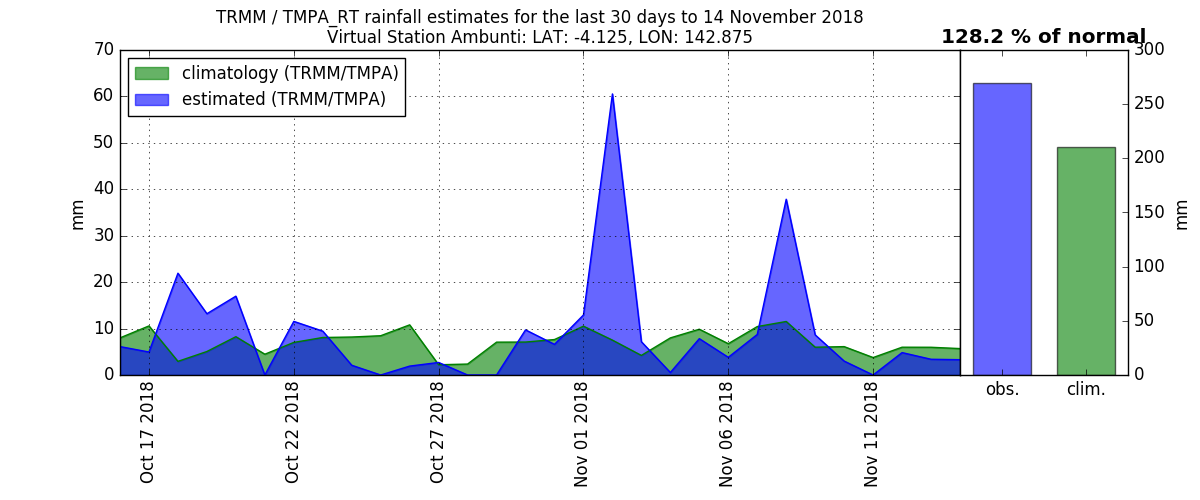 TRMM / TMPA_RT rainfall estimates for the last 30 days to 14 November 2018
Virtual Station Ambunti: LAT: -4.125, LON: 142.875
128.2 % of normal
climatology (TRMM/TMPA)
estimated (TRMM/TMPA)
70
60
50
40
30
20
10
0
mm
Oct 17 2018
Oct 22 2018
Oct 27 2018
Nov 01 2018
Nov 06 2018
Nov 11 2018
obs.
clim.
300
250
200
150
100
50
0
mm